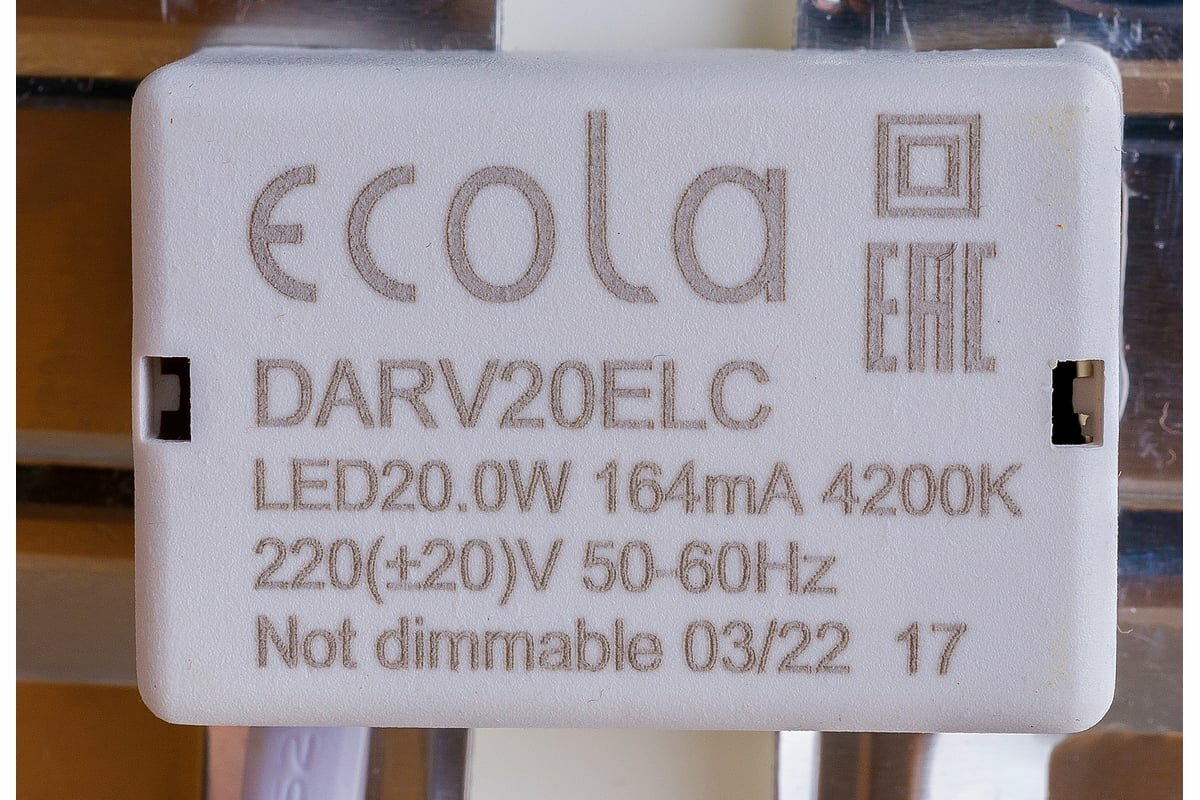 ecola
EAC
DARV20ELC
LED20.0W 164mA 4200K
220(±20)V 50-60Hz
Not dimmable 03/22 17